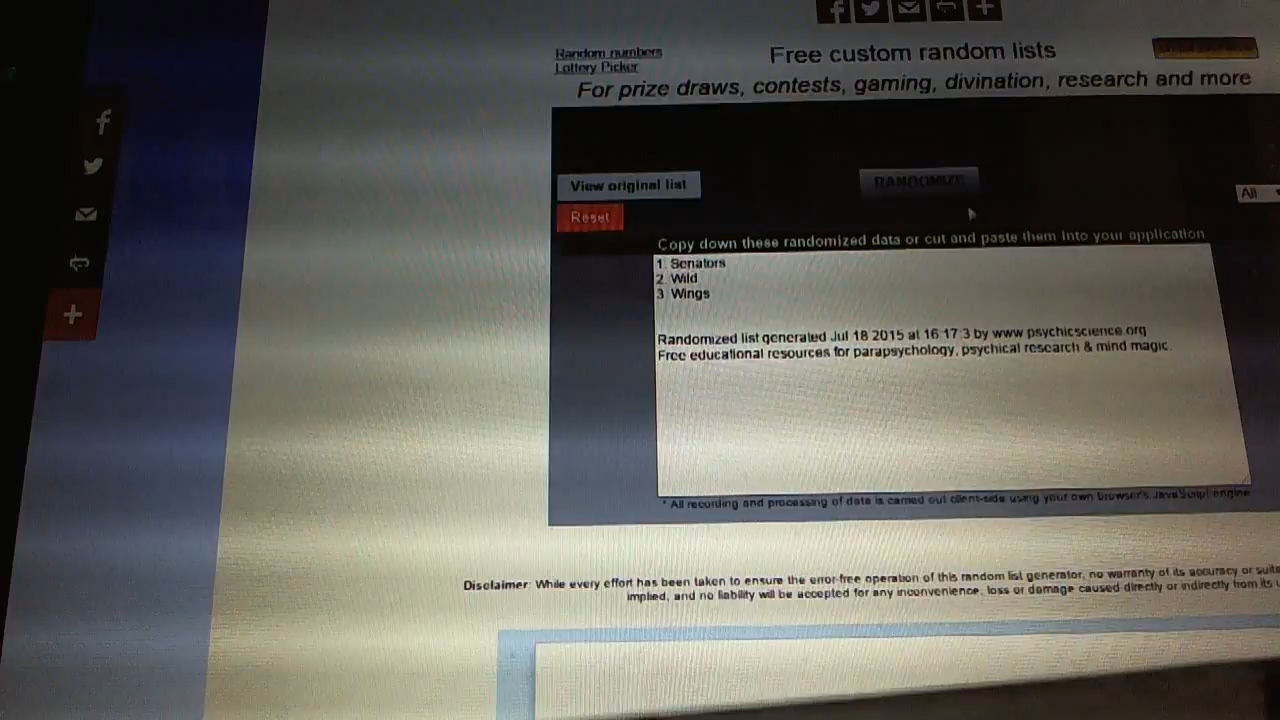 Random numbers
Lottery Picker
Free custom random lists
For prize draws, contests, gaming, divination, research and more
View original list
RANDOMIZE
All
Reset
Copy down these randomized data or cut and paste them into your application
1 Senators
2 Wild
3 Wings
Randomized list generated Jul 18 2015 at 16:17:3 by www.psychicscience.org
Free educational resources for parapsychology, psychical research & mind magic.
* All recording and processing of data is carried out client-side using your own browser's JavaScript engine
Disclaimer: While every effort has been taken to ensure the error-free operation of this random list generator, no warranty of its accuracy or
implied, and no liability will be accepted for any inconvenience, loss or damage caused directly or indirectly from its